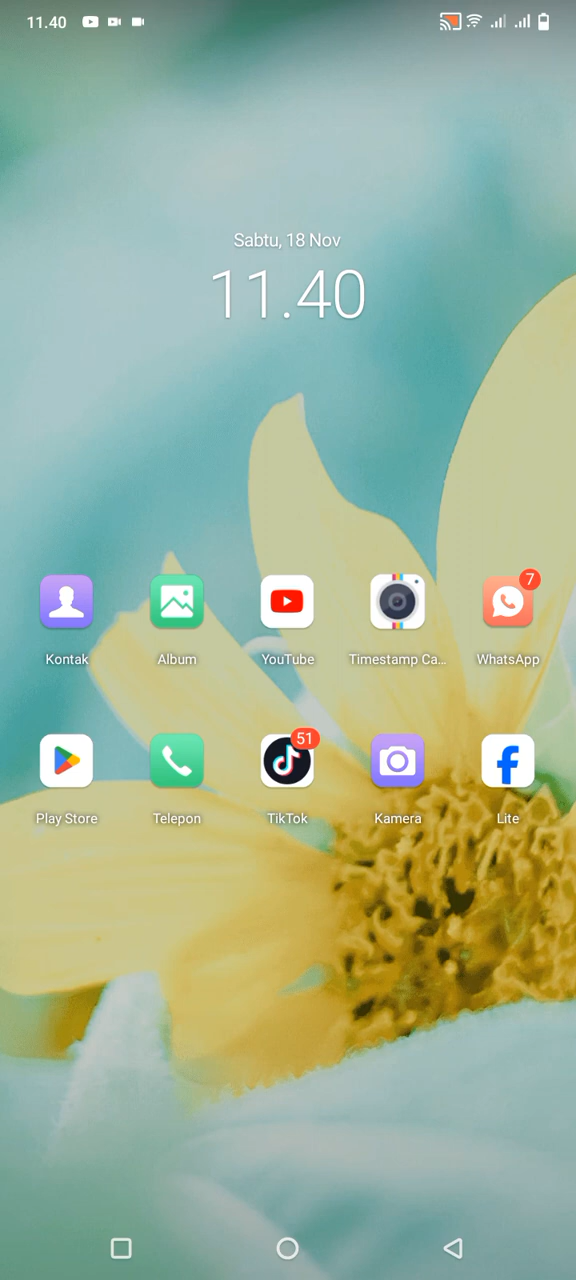 11.40
Sabtu, 18 Nov
11.40
7
Kontak
Album
YouTube
Timestamp Ca...
WhatsApp
51
Play Store
Telepon
TikTok
Kamera
Lite